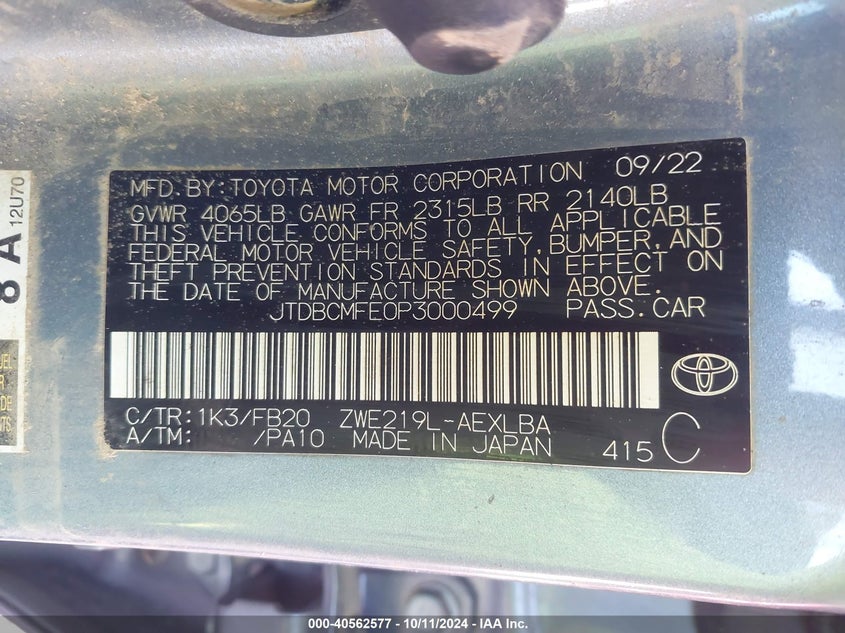 MFD. BY: TOYOTA MOTOR CORPORATION 09/22
GVWR 4065LB GAWR FR 2315LB RR 2140LB
THIS VEHICLE CONFORMS TO ALL APPLICABLE
FEDERAL MOTOR VEHICLE SAFETY, BUMPER, AND
THEFT PREVENTION STANDARDS IN EFFECT ON
THE DATE OF MANUFACTURE SHOWN ABOVE.
JTDBCMFE0P3000499 PASS. CAR
C/TR: 1K3/FB20 ZWE219L-AEXLBA
A/TM: /PA10 MADE IN JAPAN 415 C
8 A 12U70
000-40562577 - 10/11/2024 - © IAA Inc.